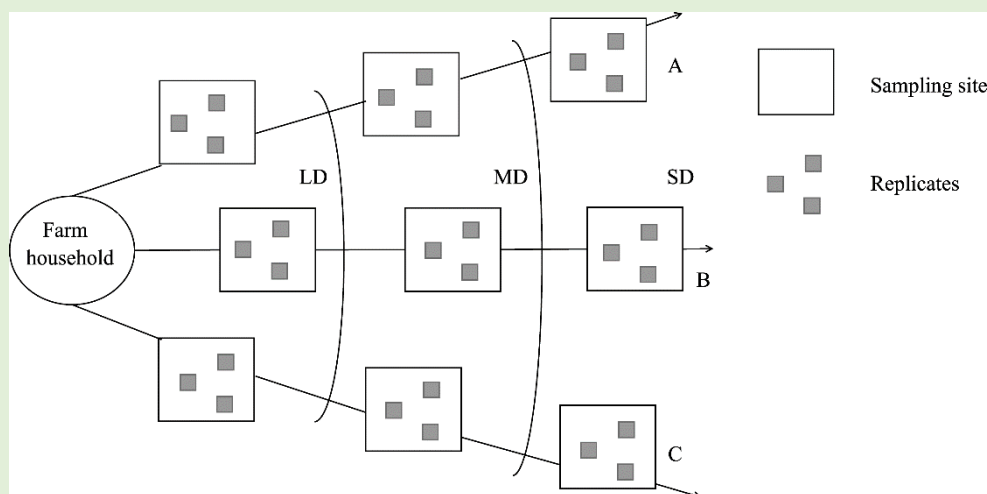 A
Sampling site
LD
MD
SD
Replicates
Farm
household
B
C